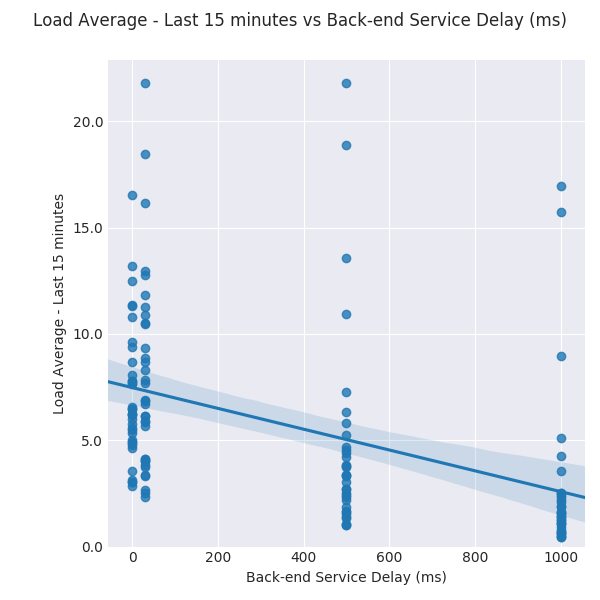 Load Average - Last 15 minutes vs Back-end Service Delay (ms)
20.0
15.0
10.0
5.0
0.0
Load Average - Last 15 minutes
0 200 400 600 800 1000
Back-end Service Delay (ms)